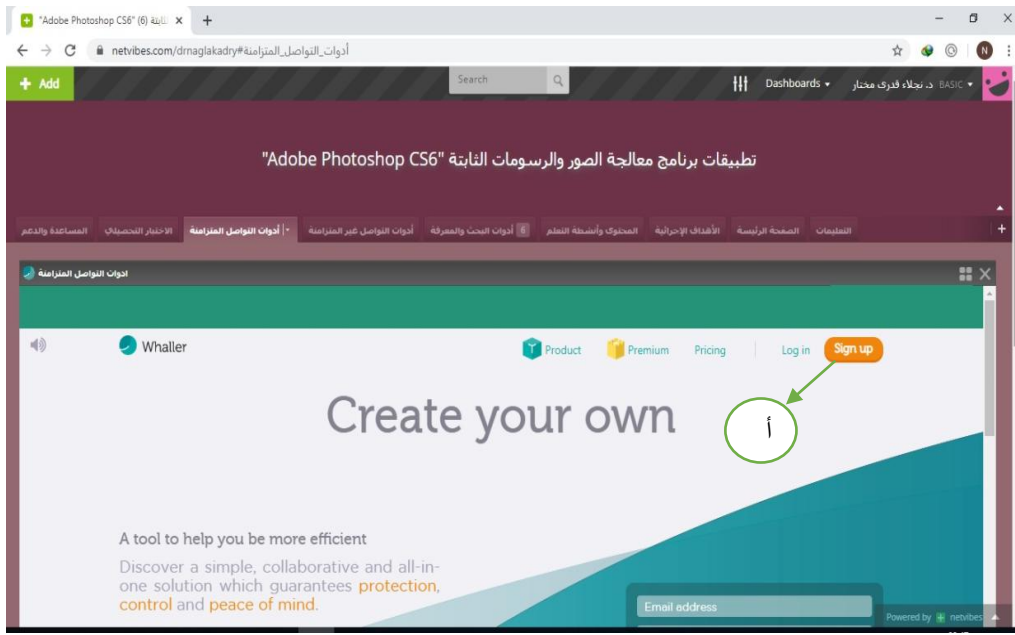 "Adobe Photoshop CS6" (6)
netvibes.com/drnaglakadry#أدوات_التواصل_المتزامنة
N
Add
Search
Dashboards
د. نجلاء قدرى مختار BASIC
تطبيقات برنامج معالجة الصور والرسومات الثابتة "Adobe Photoshop CS6"
التعليمات
الصفحة الرئيسة
الأهداف الإجرائية
المحتوى وأنشطة التعلم
6 أدوات البحث والمعرفة
أدوات التواصل غير المتزامنة
أدوات التواصل المتزامنة
الاختبار التحصيلي
المساعدة والدعم
ادوات التواصل المتزامنة
Whaller
Product
Premium
Pricing
Log in
Sign up
أ
Create your own
A tool to help you be more efficient
Discover a simple, collaborative and all-in-
one solution which guarantees protection,
control and peace of mind.
Email address
Powered by netvibes